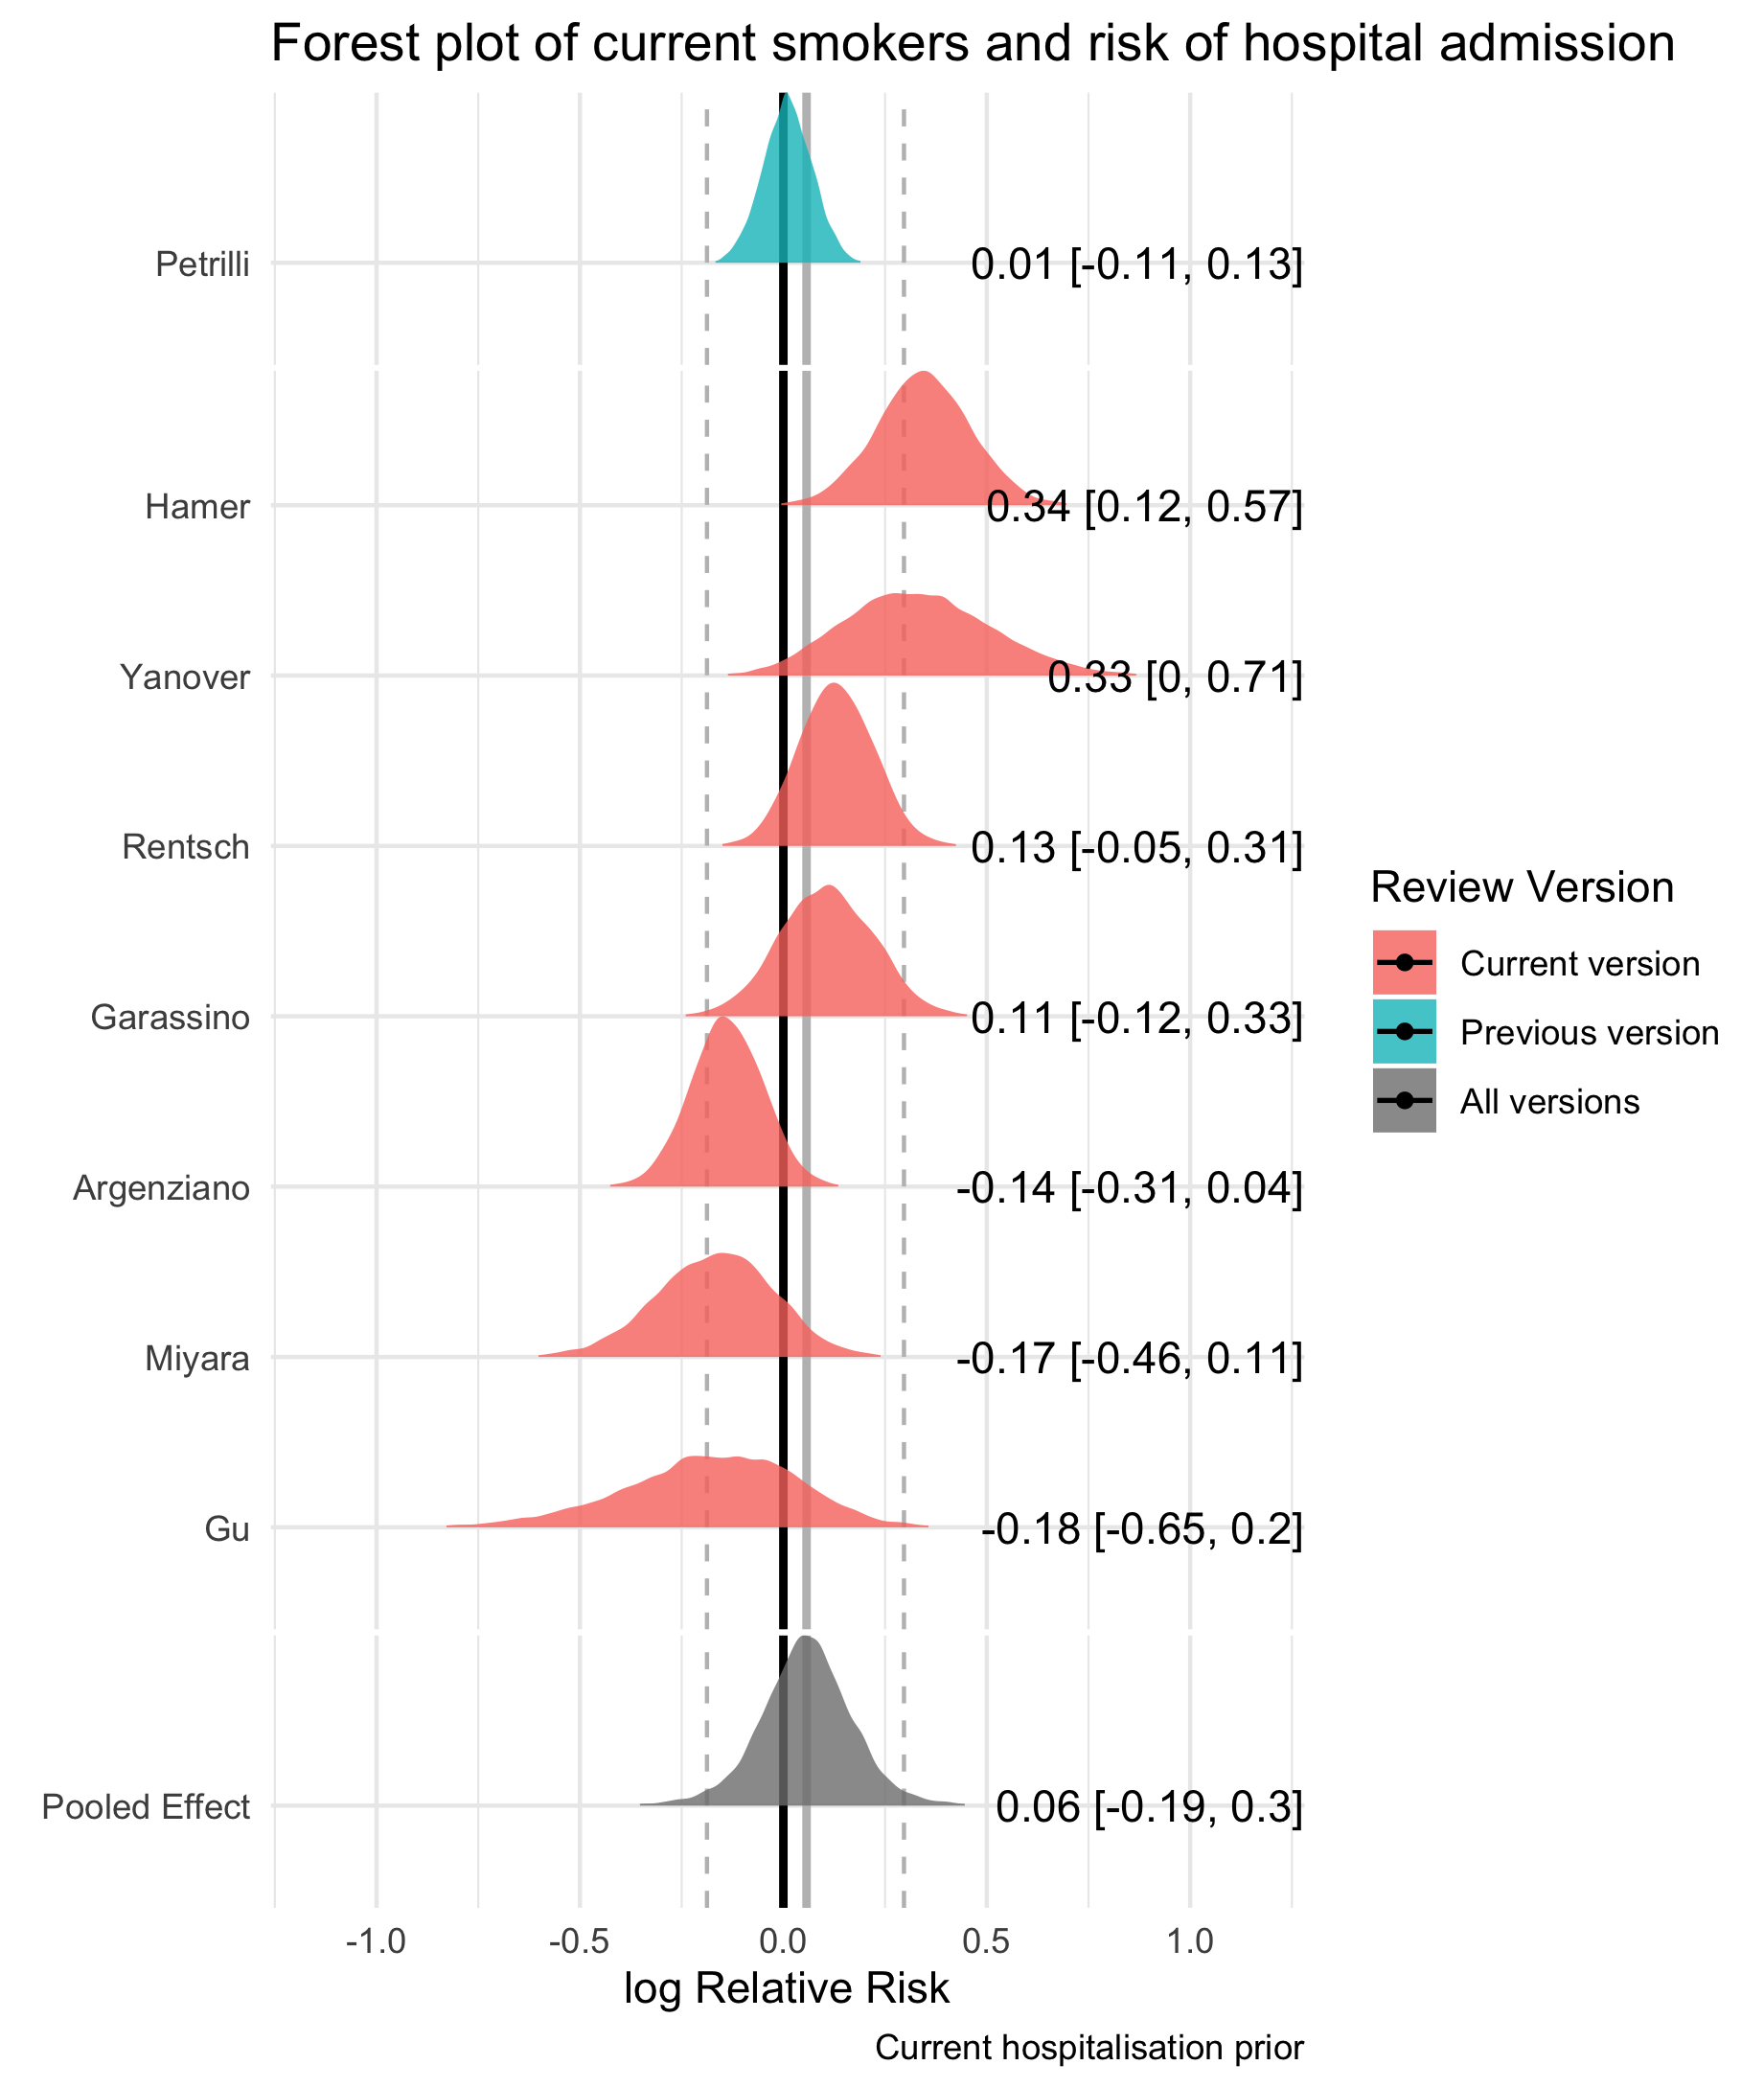 Forest plot of current smokers and risk of hospital admission
Petrilli
0.01 [-0.11, 0.13]
Hamer
0.34 [0.12, 0.57]
Yanover
0.33 [0, 0.71]
Rentsch
0.13 [-0.05, 0.31]
Garassino
0.11 [-0.12, 0.33]
Argenziano
-0.14 [-0.31, 0.04]
Miyara
-0.17 [-0.46, 0.11]
Gu
-0.18 [-0.65, 0.2]
Pooled Effect
0.06 [-0.19, 0.3]
-1.0 -0.5 0.0 0.5 1.0
log Relative Risk
Current hospitalisation prior
Review Version
Current version
Previous version
All versions